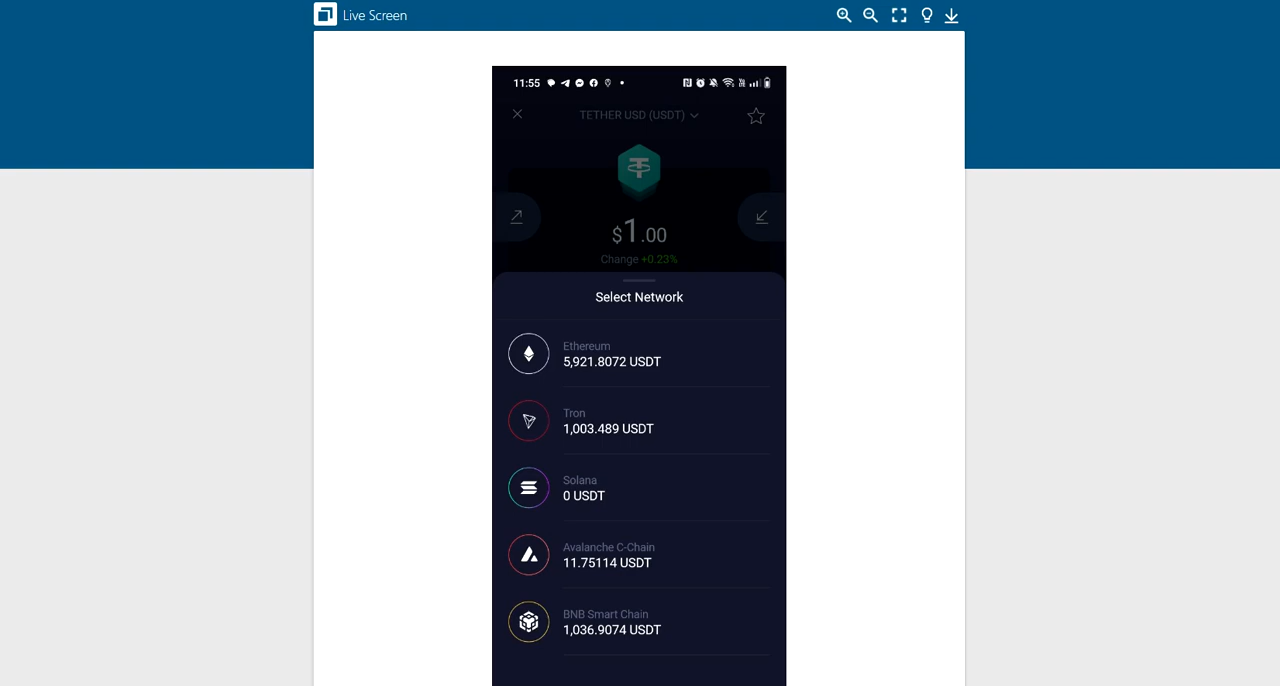 Live Screen
11:55
TETHER USD (USDT)
$1.00
Change +0.23%
Select Network
Ethereum
5,921.8072 USDT
Tron
1,003.489 USDT
Solana
0 USDT
Avalanche C-Chain
11.75114 USDT
BNB Smart Chain
1,036.9074 USDT